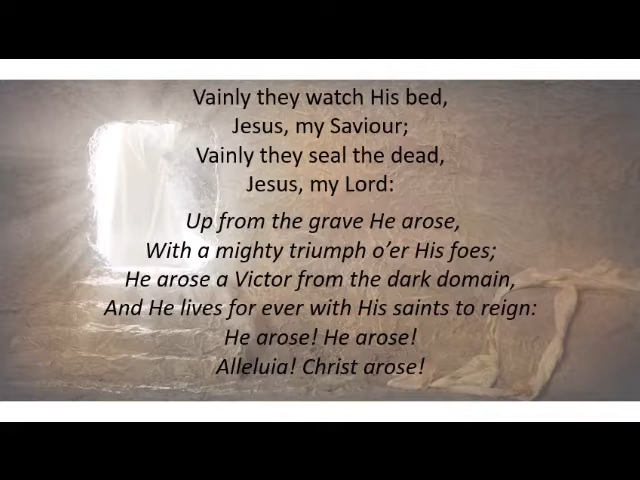 Vainly they watch His bed,
Jesus, my Saviour;
Vainly they seal the dead,
Jesus, my Lord:
Up from the grave He arose,
With a mighty triumph o’er His foes;
He arose a Victor from the dark domain,
And He lives for ever with His saints to reign:
He arose! He arose!
Alleluia! Christ arose!